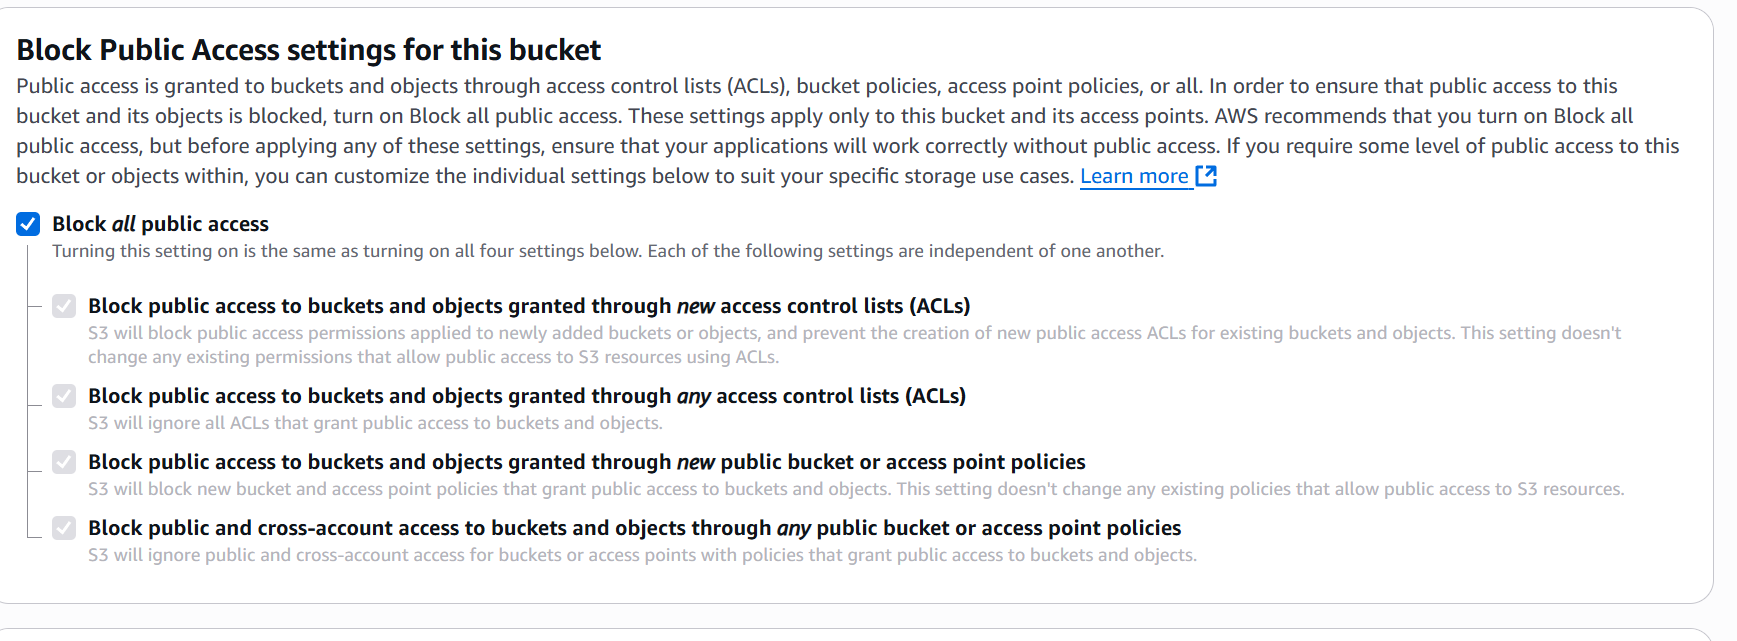 Block Public Access settings for this bucket
Public access is granted to buckets and objects through access control lists (ACLs), bucket policies, access point policies, or all. In order to ensure that public access to this
bucket and its objects is blocked, turn on Block all public access. These settings apply only to this bucket and its access points. AWS recommends that you turn on Block all
public access, but before applying any of these settings, ensure that your applications will work correctly without public access. If you require some level of public access to this
bucket or objects within, you can customize the individual settings below to suit your specific storage use cases. Learn more
Block all public access
Turning this setting on is the same as turning on all four settings below. Each of the following settings are independent of one another.
Block public access to buckets and objects granted through new access control lists (ACLs)
S3 will block public access permissions applied to newly added buckets or objects, and prevent the creation of new public access ACLs for existing buckets and objects. This setting doesn't
change any existing permissions that allow public access to S3 resources using ACLs.
Block public access to buckets and objects granted through any access control lists (ACLs)
S3 will ignore all ACLs that grant public access to buckets and objects.
Block public access to buckets and objects granted through new public bucket or access point policies
S3 will block new bucket and access point policies that grant public access to buckets and objects. This setting doesn't change any existing policies that allow public access to S3 resources.
Block public and cross-account access to buckets and objects through any public bucket or access point policies
S3 will ignore public and cross-account access for buckets or access points with policies that grant public access to buckets and objects.